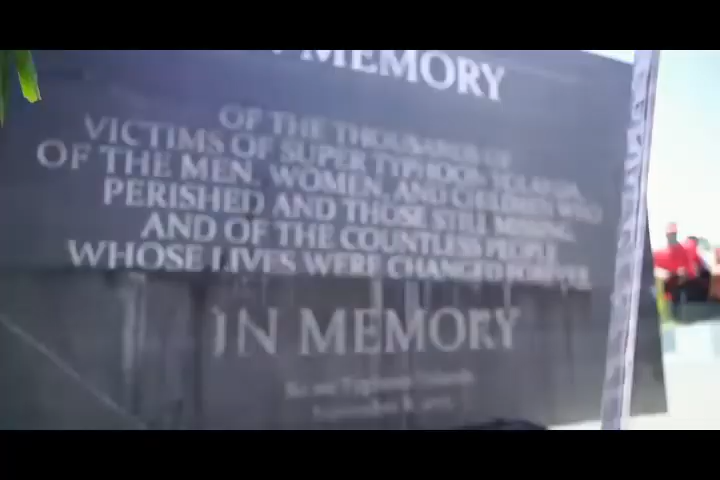 IN MEMORY
OF THE THOUSANDS OF
VICTIMS OF SUPER TYPHOON YOLANDA,
OF THE MEN, WOMEN, AND CHILDREN WHO
PERISHED AND THOSE STILL MISSING,
AND OF THE COUNTLESS PEOPLE
WHOSE LIVES WERE CHANGED FOREVER.
IN MEMORY